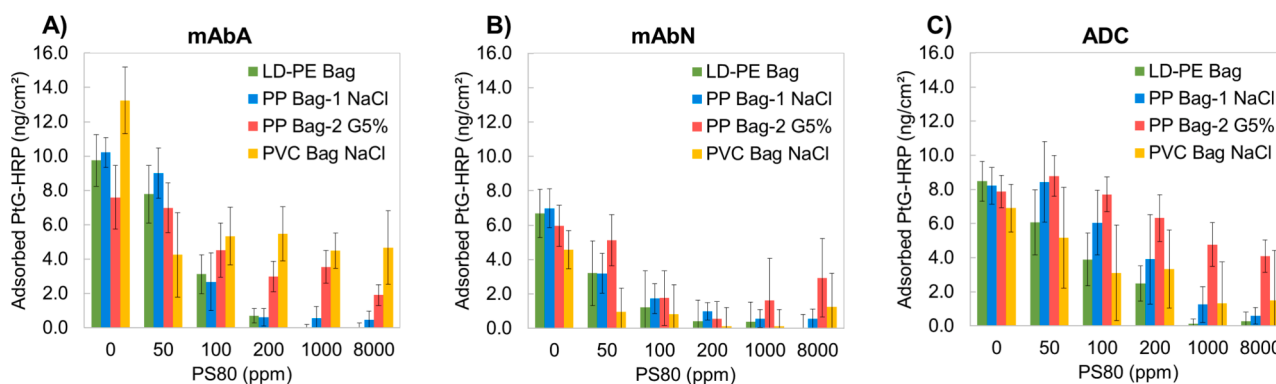 A)
mAbA
16.0
14.0
12.0
10.0
8.0
6.0
4.0
2.0
0.0
Adsorbed PtG-HRP (ng/cm²)
LD-PE Bag
PP Bag-1 NaCl
PP Bag-2 G5%
PVC Bag NaCl
0 50 100 200 1000 8000
PS80 (ppm)
B)
mAbN
16.0
14.0
12.0
10.0
8.0
6.0
4.0
2.0
0.0
Adsorbed PtG-HRP (ng/cm²)
LD-PE Bag
PP Bag-1 NaCl
PP Bag-2 G5%
PVC Bag NaCl
0 50 100 200 1000 8000
PS80 (ppm)
C)
ADC
16.0
14.0
12.0
10.0
8.0
6.0
4.0
2.0
0.0
Adsorbed PtG-HRP (ng/cm²)
LD-PE Bag
PP Bag-1 NaCl
PP Bag-2 G5%
PVC Bag NaCl
0 50 100 200 1000 8000
PS80 (ppm)